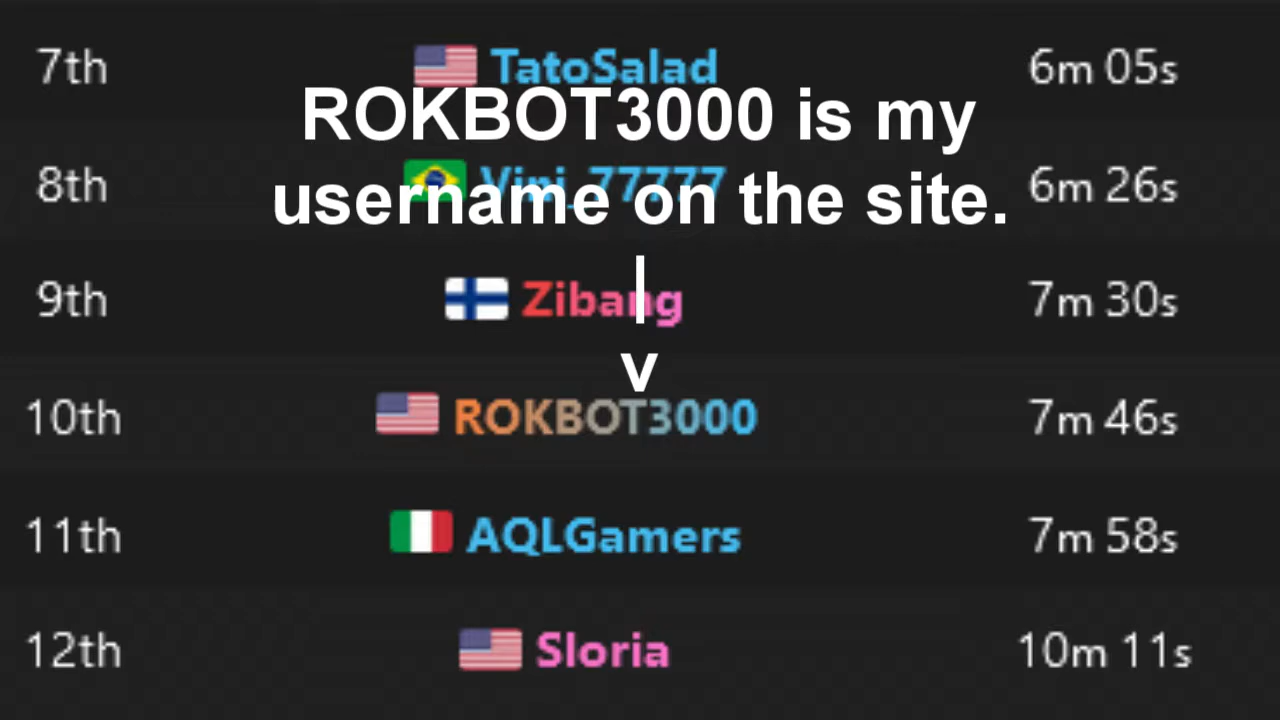 7th TatoSalad 6m 05s
ROKBOT3000 is my
8th Vini_77777 6m 26s
username on the site.
|
9th Zibang 7m 30s
v
10th ROKBOT3000 7m 46s
11th AQLGamers 7m 58s
12th Sloria 10m 11s